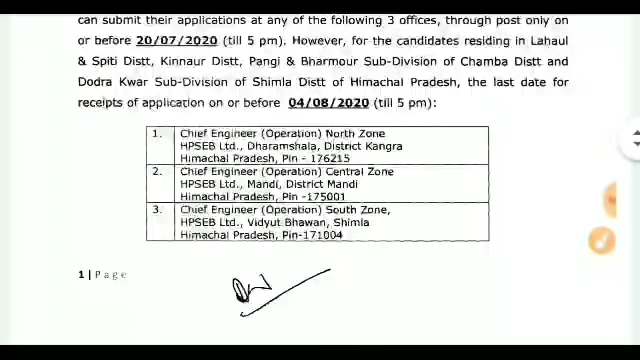 can submit their applications at any of the following 3 offices, through post only on
or before 20/07/2020 (till 5 pm). However, for the candidates residing in Lahaul
& Spiti Distt, Kinnaur Distt, Pangi & Bharmour Sub-Division of Chamba Distt and
Dodra Kwar Sub-Division of Shimla Distt of Himachal Pradesh, the last date for
receipts of application on or before 04/08/2020 (till 5 pm):
1. Chief Engineer (Operation) North Zone
HPSEB Ltd., Dharamshala, District Kangra
Himachal Pradesh, Pin - 176215
2. Chief Engineer (Operation) Central Zone
HPSEB Ltd., Mandi, District Mandi
Himachal Pradesh, Pin -175001
3. Chief Engineer (Operation) South Zone,
HPSEB Ltd., Vidyut Bhawan, Shimla
Himachal Pradesh, Pin-171004
1 | Page